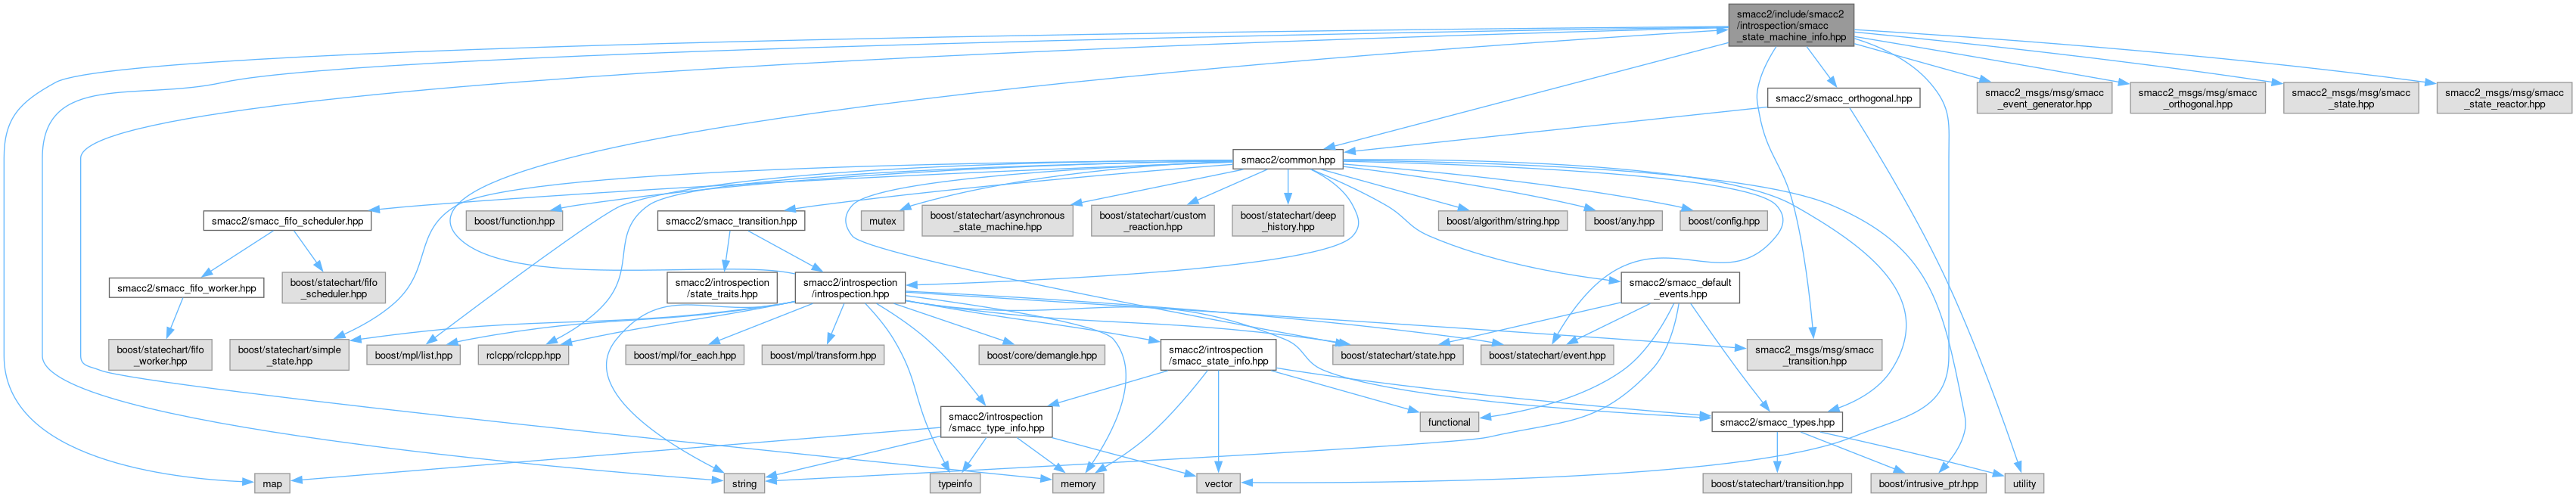 smacc2/include/smacc2
/introspection/smacc
_state_machine_info.hpp
smacc2/smacc_orthogonal.hpp
smacc2_msgs/msg/smacc
_event_generator.hpp
smacc2_msgs/msg/smacc
_orthogonal.hpp
smacc2_msgs/msg/smacc
_state.hpp
smacc2_msgs/msg/smacc
_state_reactor.hpp
smacc2/common.hpp
smacc2/smacc_fifo_scheduler.hpp
boost/function.hpp
smacc2/smacc_transition.hpp
mutex
boost/statechart/asynchronous
_state_machine.hpp
boost/statechart/custom
_reaction.hpp
boost/statechart/deep
_history.hpp
boost/algorithm/string.hpp
boost/any.hpp
boost/config.hpp
smacc2/smacc_fifo_worker.hpp
boost/statechart/fifo
_scheduler.hpp
smacc2/introspection
/state_traits.hpp
smacc2/introspection
/introspection.hpp
smacc2/smacc_default
_events.hpp
boost/statechart/fifo
_worker.hpp
boost/statechart/simple
_state.hpp
boost/mpl/list.hpp
rclcpp/rclcpp.hpp
boost/mpl/for_each.hpp
boost/mpl/transform.hpp
boost/core/demangle.hpp
smacc2/introspection
/smacc_state_info.hpp
boost/statechart/state.hpp
boost/statechart/event.hpp
smacc2_msgs/msg/smacc
_transition.hpp
smacc2/introspection
/smacc_type_info.hpp
functional
smacc2/smacc_types.hpp
map
string
typeinfo
memory
vector
boost/statechart/transition.hpp
boost/intrusive_ptr.hpp
utility